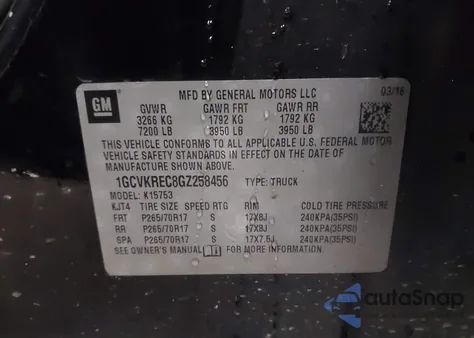 GM
MFD BY GENERAL MOTORS LLC 03/16
GVWR GAWR FRT GAWR RR
3266 KG 1792 KG 1792 KG
7200 LB 3950 LB 3950 LB
THIS VEHICLE CONFORMS TO ALL APPLICABLE U.S. FEDERAL MOTOR
VEHICLE SAFETY STANDARDS IN EFFECT ON THE DATE OF
MANUFACTURE SHOWN ABOVE.
1GCVKREC8GZ258456 TYPE: TRUCK
MODEL: K15753
KJT4 TIRE SIZE SPEED RTG RIM COLD TIRE PRESSURE
FRT P265/70R17 S 17X8J 240KPA(35PSI)
RR P265/70R17 S 17X8J 240KPA(35PSI)
SPA P265/70R17 S 17X7.5J 240KPA(35PSI)
SEE OWNER'S MANUAL FOR MORE INFORMATION.
autoSnap